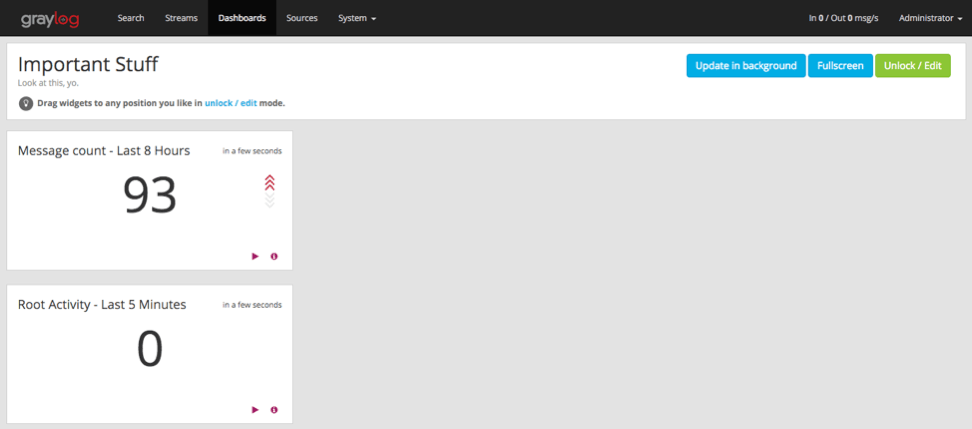 graylog Search Streams Dashboards Sources System In 0 / Out 0 msg/s Administrator
Important Stuff Update in background Fullscreen Unlock / Edit
Look at this, yo.
Drag widgets to any position you like in unlock / edit mode.
Message count - Last 8 Hours in a few seconds
93
Root Activity - Last 5 Minutes in a few seconds
0